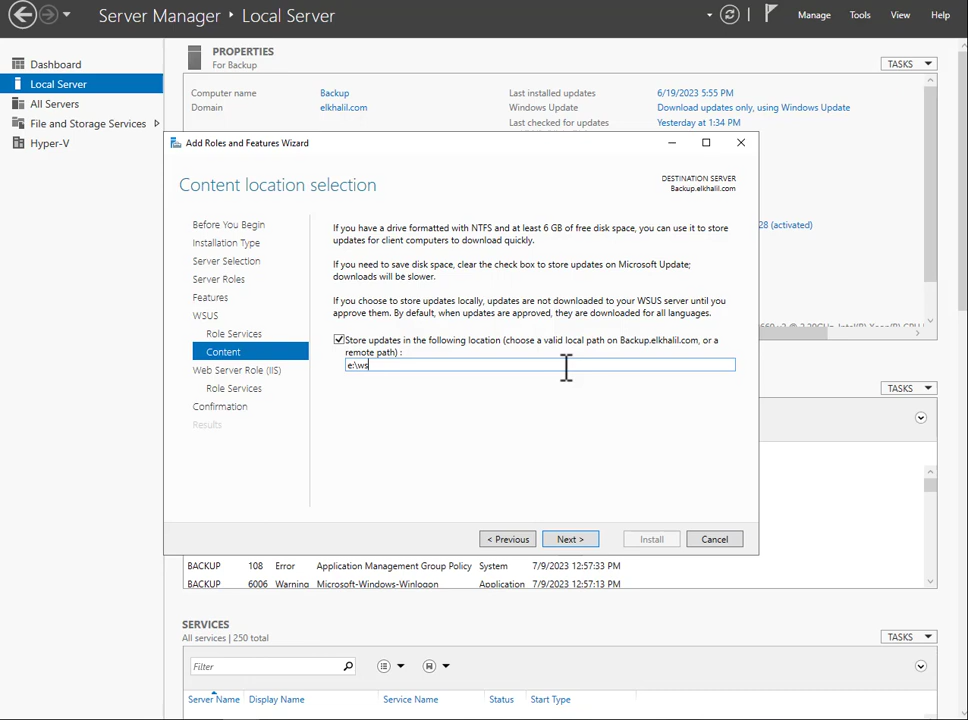 Server Manager ‣ Local Server
Manage Tools View Help
Dashboard
Local Server
All Servers
File and Storage Services
Hyper-V
PROPERTIES
For Backup
TASKS
Computer name Backup
Domain elkhalil.com
Last installed updates 6/19/2023 5:55 PM
Windows Update Download updates only, using Windows Update
Last checked for updates Yesterday at 1:34 PM
Add Roles and Features Wizard
Content location selection
DESTINATION SERVER
Backup.elkhalil.com
Before You Begin
Installation Type
Server Selection
Server Roles
Features
WSUS
Role Services
Content
Web Server Role (IIS)
Role Services
Confirmation
Results
If you have a drive formatted with NTFS and at least 6 GB of free disk space, you can use it to store
updates for client computers to download quickly.
If you need to save disk space, clear the check box to store updates on Microsoft Update;
downloads will be slower.
If you choose to store updates locally, updates are not downloaded to your WSUS server until you
approve them. By default, when updates are approved, they are downloaded for all languages.
Store updates in the following location (choose a valid local path on Backup.elkhalil.com, or a
remote path) :
e:\ws
< Previous Next > Install Cancel
28 (activated)
TASKS
BACKUP 108 Error Application Management Group Policy System 7/9/2023 12:57:33 PM
BACKUP 6006 Warning Microsoft-Windows-Winlogon Application 7/9/2023 12:57:13 PM
SERVICES
All services | 250 total
TASKS
Filter
Server Name Display Name Service Name Status Start Type